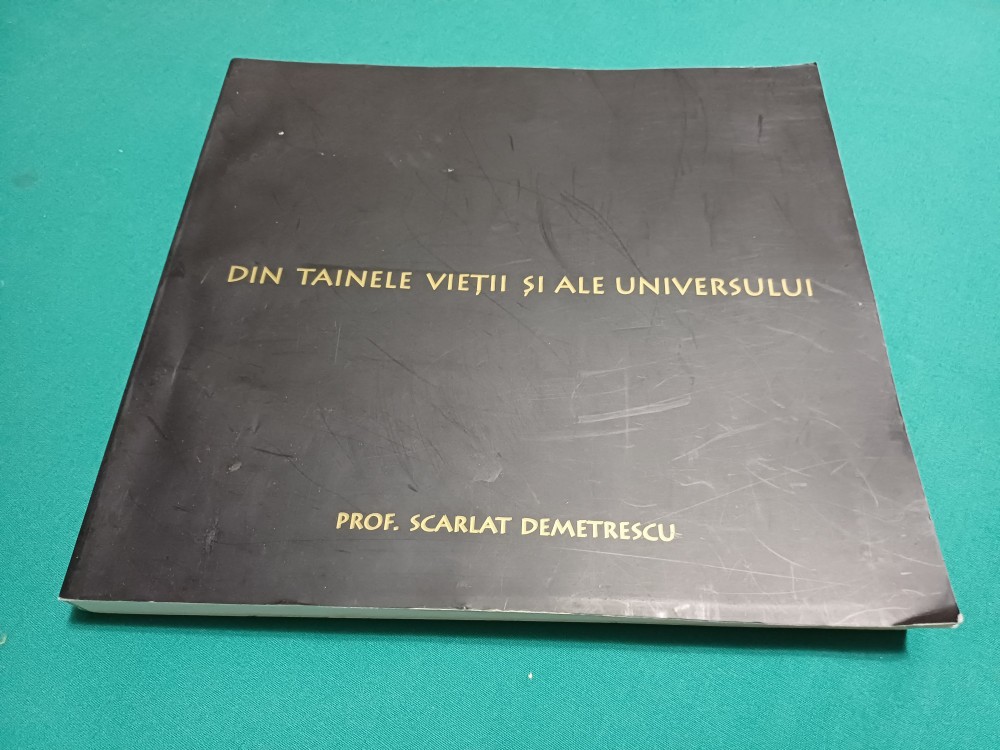 DIN TAINELE VIEȚII ȘI ALE UNIVERSULUI
PROF. SCARLAT DEMETRESCU